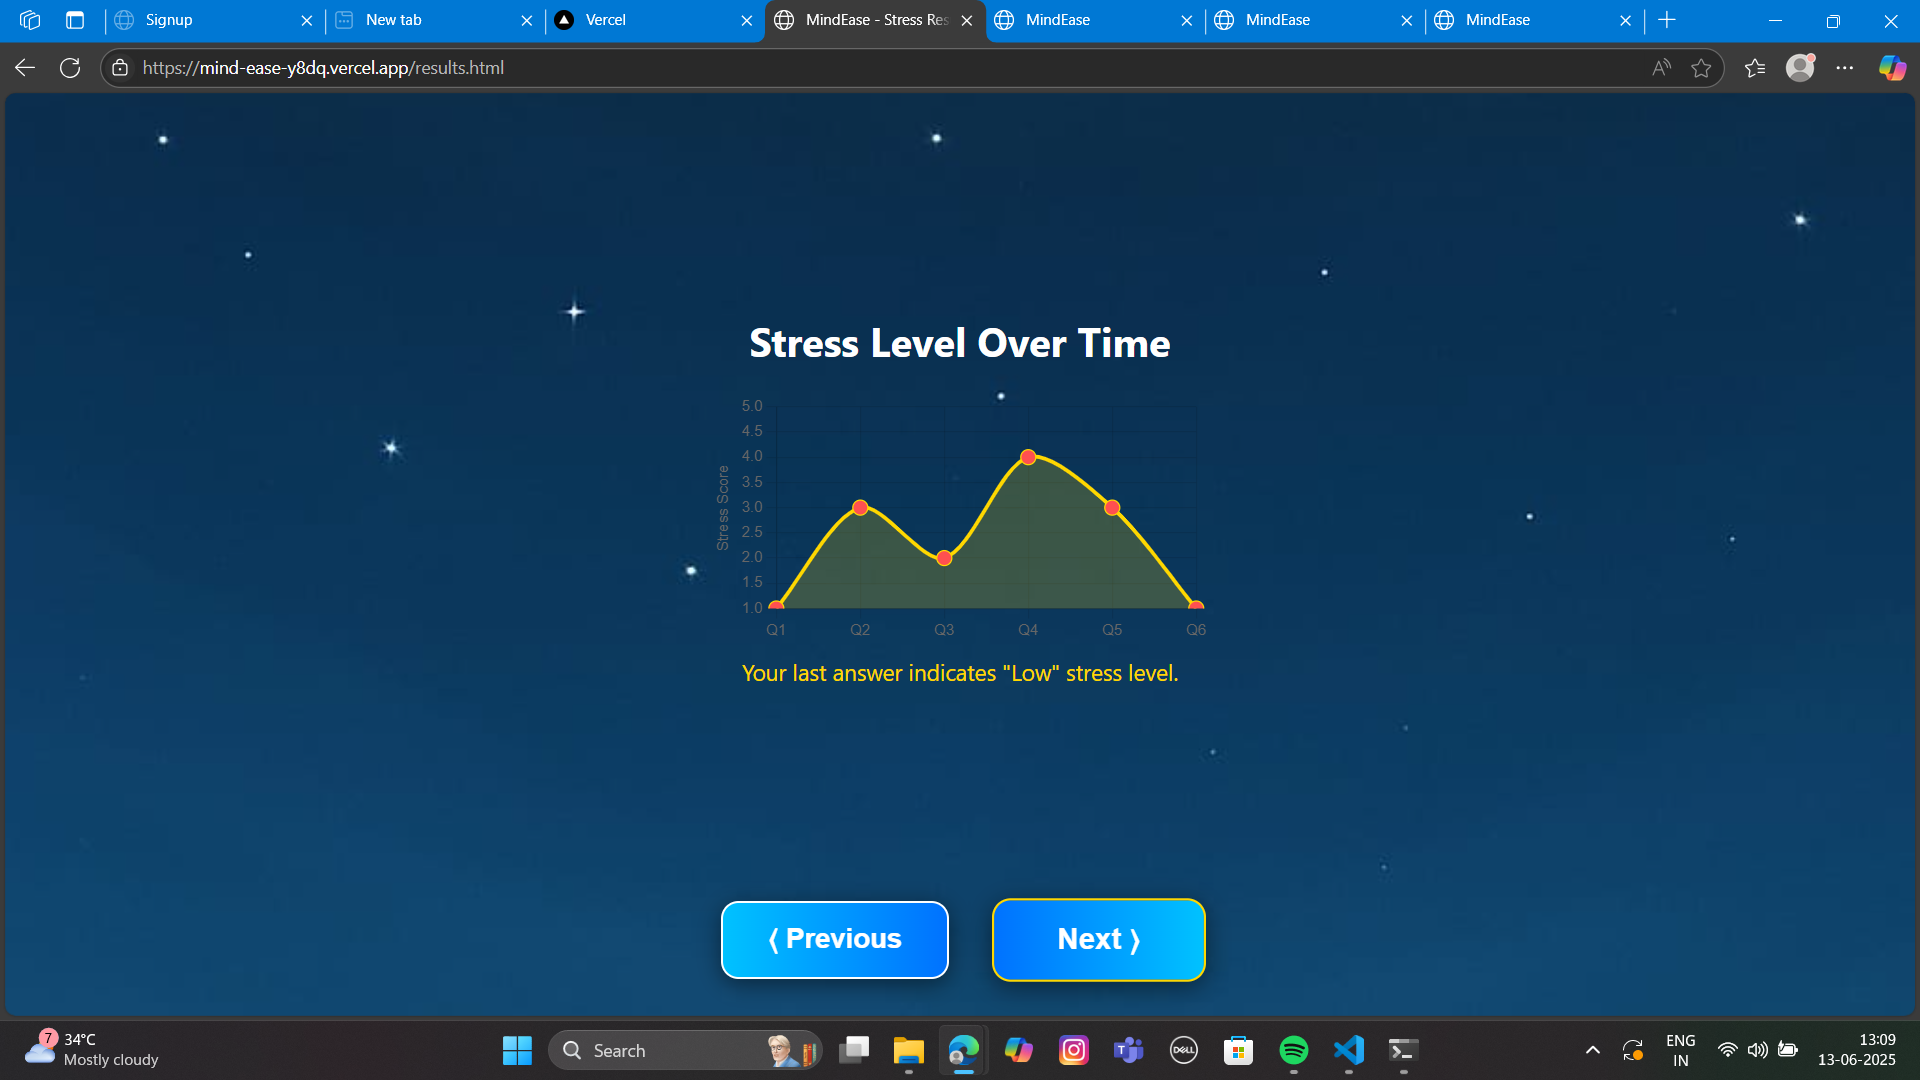 Signup
New tab
Vercel
MindEase - Stress Res
MindEase
MindEase
MindEase
https://mind-ease-y8dq.vercel.app/results.html
Stress Level Over Time
5.0
4.5
4.0
3.5
3.0
2.5
2.0
1.5
1.0
Stress Score
Q1 Q2 Q3 Q4 Q5 Q6
Your last answer indicates "Low" stress level.
⟨ Previous
Next ⟩
7
34°C
Mostly cloudy
Search
DELL
ENG
IN
13:09
13-06-2025